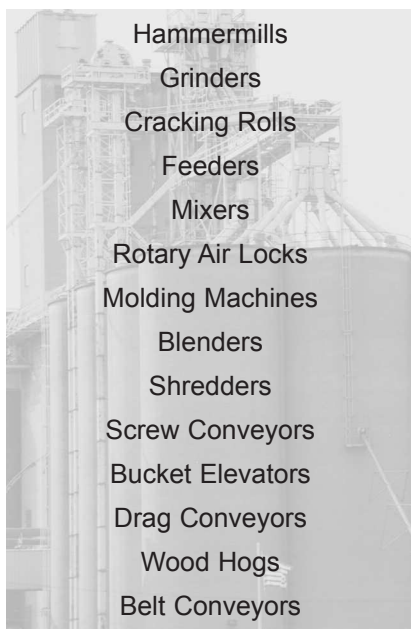 Hammermills
Grinders
Cracking Rolls
Feeders
Mixers
Rotary Air Locks
Molding Machines
Blenders
Shredders
Screw Conveyors
Bucket Elevators
Drag Conveyors
Wood Hogs
Belt Conveyors